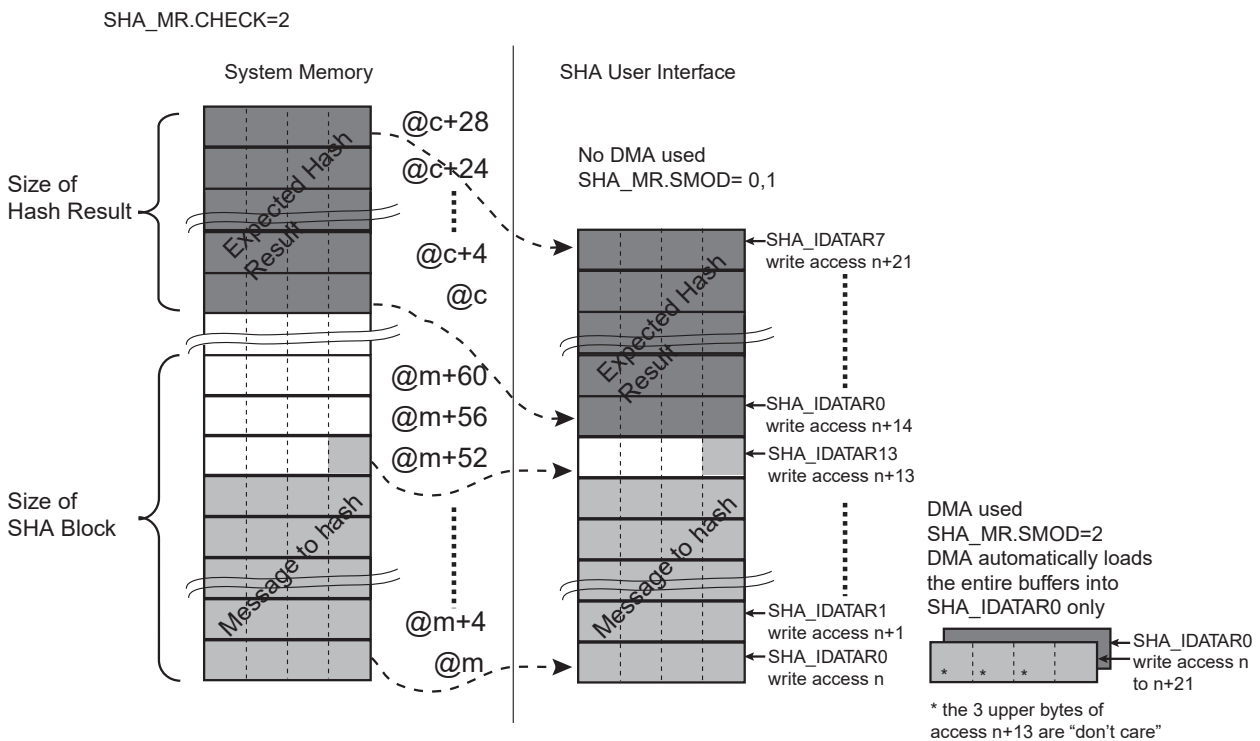 SHA_MR.CHECK=2
System Memory
SHA User Interface
Size of
Hash Result
Expected Hash
Result
@c+28
@c+24
@c+4
@c
@m+60
@m+56
@m+52
Size of
SHA Block
Message to hash
@m+4
@m
No DMA used
SHA_MR.SMOD= 0,1
Expected Hash
Result
SHA_IDATAR7
write access n+21
SHA_IDATAR0
write access n+14
SHA_IDATAR13
write access n+13
Message to hash
SHA_IDATAR1
write access n+1
SHA_IDATAR0
write access n
DMA used
SHA_MR.SMOD=2
DMA automatically loads
the entire buffers into
SHA_IDATAR0 only
* * *
SHA_IDATAR0
write access n
to n+21
* the 3 upper bytes of
access n+13 are “don’t care”